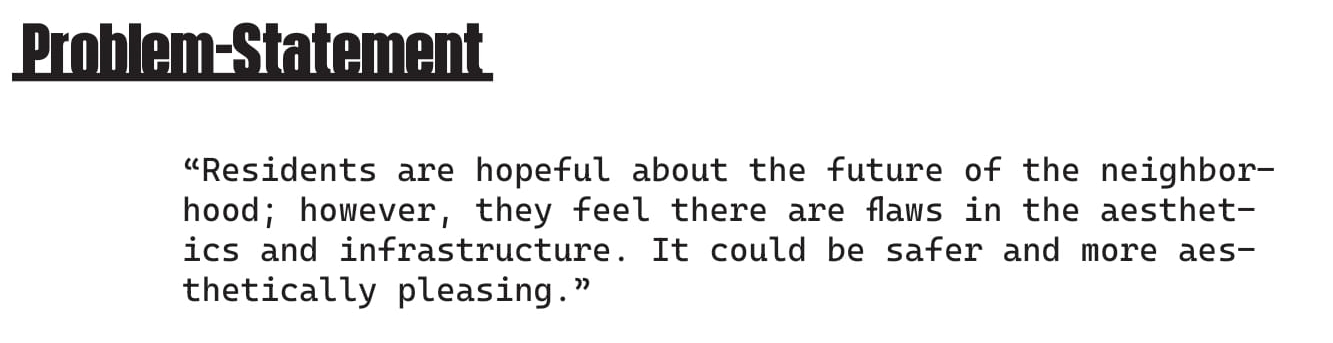 Problem-Statement
“Residents are hopeful about the future of the neighbor-
hood; however, they feel there are flaws in the aesthet-
ics and infrastructure. It could be safer and more aes-
thetically pleasing.”